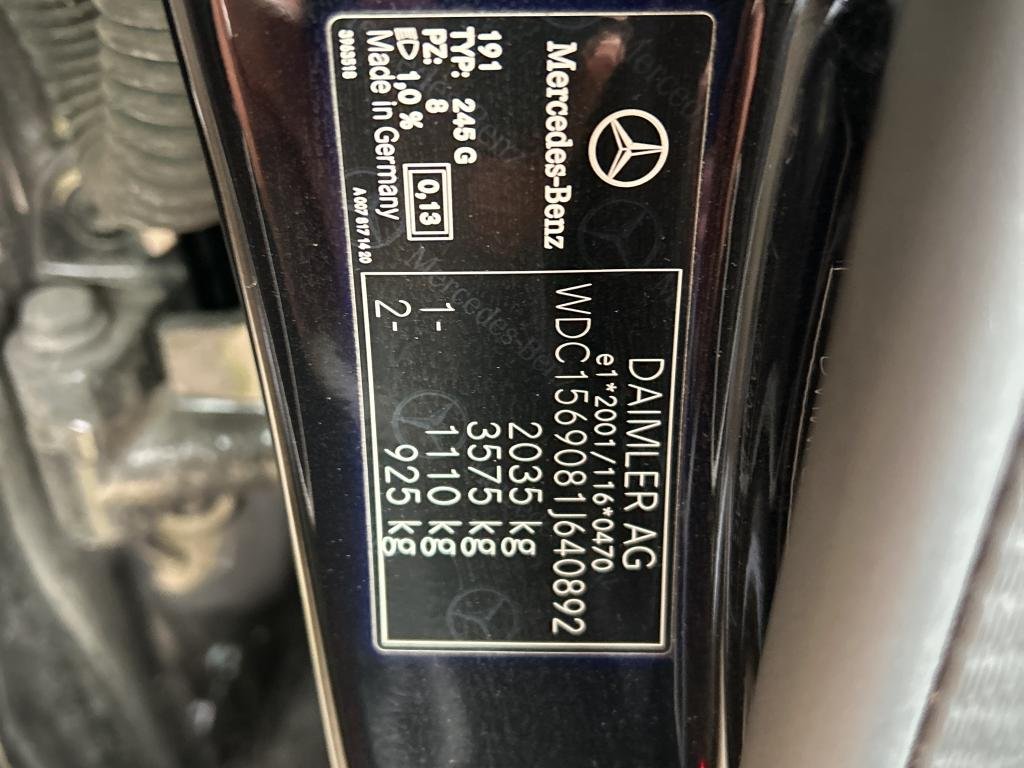 Mercedes-Benz
191
TYP: 245 G
PZ: 8
1,0 %
0,13
Made in Germany
A 007 817 14 20
DAIMLER AG
e1*2001/116*0470
WDC1569081J640892
2035 kg
3575 kg
1- 1110 kg
2- 925 kg